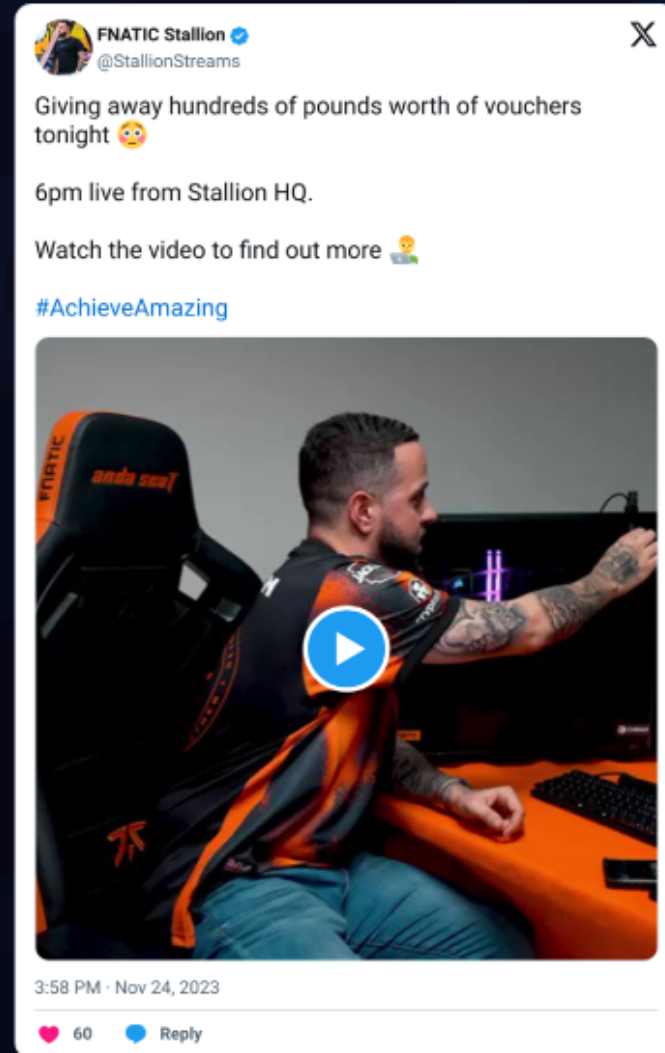 FNATIC Stallion
@StallionStreams
Giving away hundreds of pounds worth of vouchers
tonight 😳
6pm live from Stallion HQ.
Watch the video to find out more 👨‍💻
#AchieveAmazing
FNATIC
anda seaT
3:58 PM · Nov 24, 2023
60 Reply